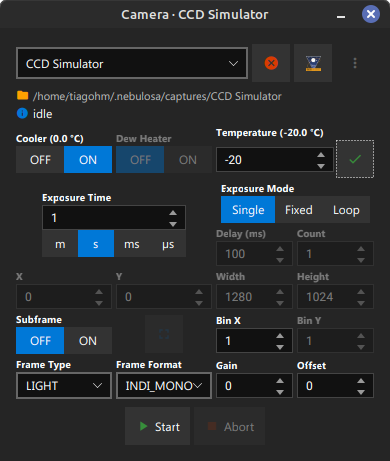 Camera · CCD Simulator
CCD Simulator
/home/tiagohm/.nebulosa/captures/CCD Simulator
idle
Cooler (0.0 °C) Dew Heater Temperature (-20.0 °C)
OFF ON OFF ON -20
Exposure Time Exposure Mode
1 Single Fixed Loop
m s ms µs
Delay (ms) Count
100 1
X Y Width Height
0 0 1280 1024
Subframe Bin X Bin Y
OFF ON 1 1
Frame Type Frame Format Gain Offset
LIGHT INDI_MONO 0 0
Start Abort